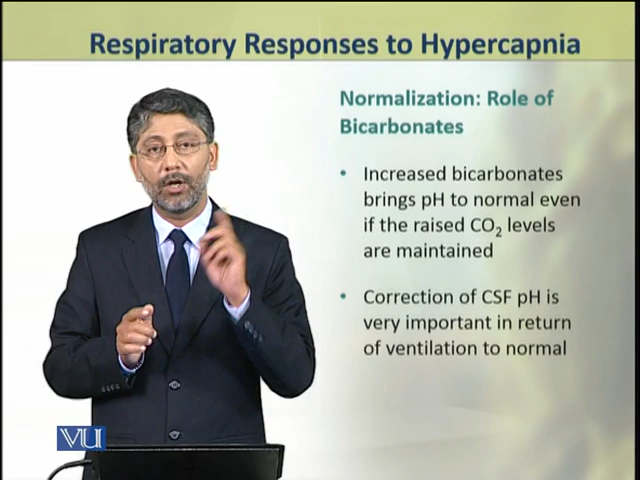 Respiratory Responses to Hypercapnia
Normalization: Role of
Bicarbonates
• Increased bicarbonates
brings pH to normal even
if the raised CO₂ levels
are maintained
• Correction of CSF pH is
very important in return
of ventilation to normal
VU